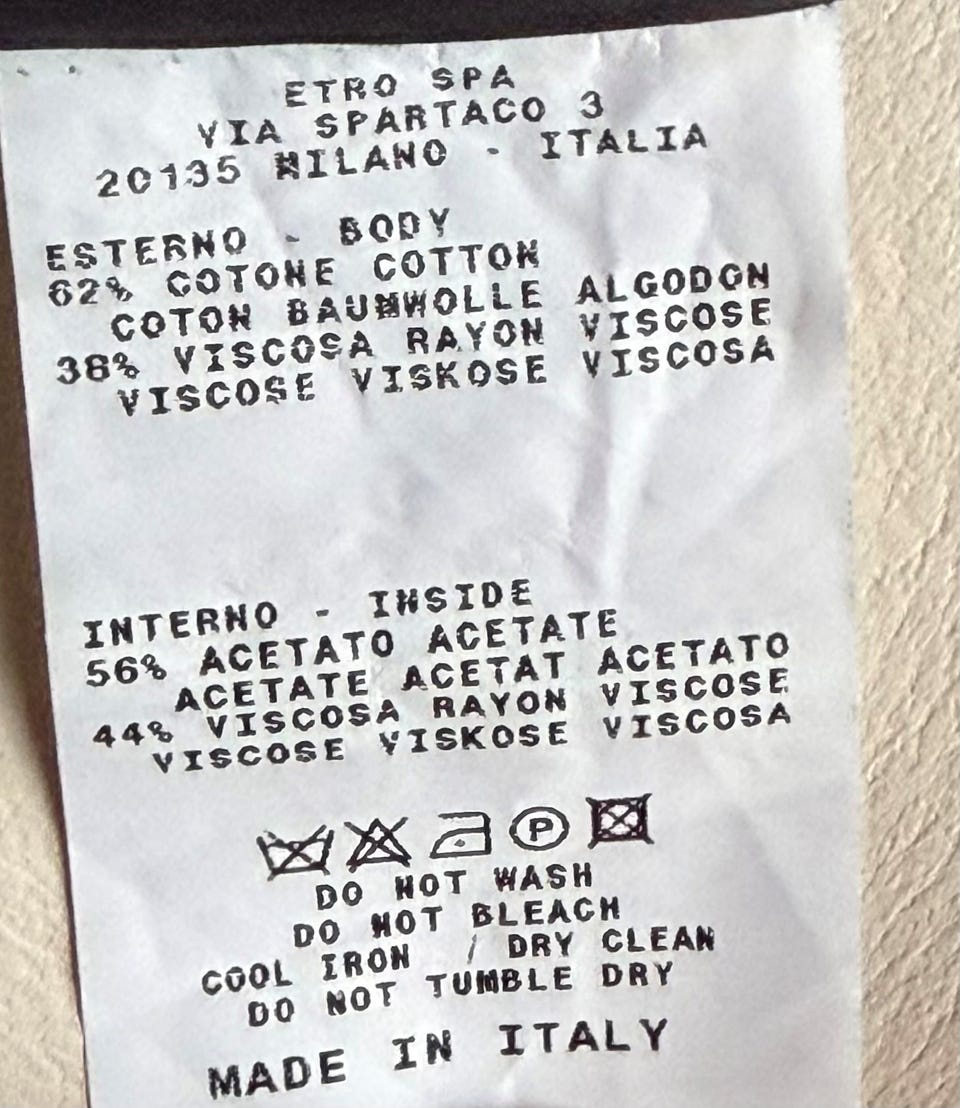 ETRO SPA
VIA SPARTACO 3
20135 MILANO - ITALIA
ESTERNO - BODY
62% COTONE COTTON
COTON BAUMWOLLE ALGODON
38% VISCOSA RAYON VISCOSE
VISCOSE VISKOSE VISCOSA
INTERNO - INSIDE
56% ACETATO ACETATE
ACETATE ACETAT ACETATO
44% VISCOSA RAYON VISCOSE
VISCOSE VISKOSE VISCOSA
P
DO NOT WASH
DO NOT BLEACH
COOL IRON / DRY CLEAN
DO NOT TUMBLE DRY
MADE IN ITALY